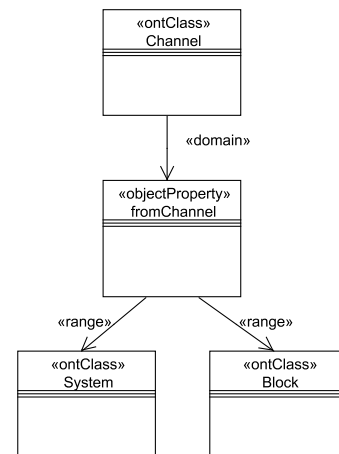 «ontClass»
Channel
«domain»
«objectProperty»
fromChannel
«range»
«range»
«ontClass»
System
«ontClass»
Block